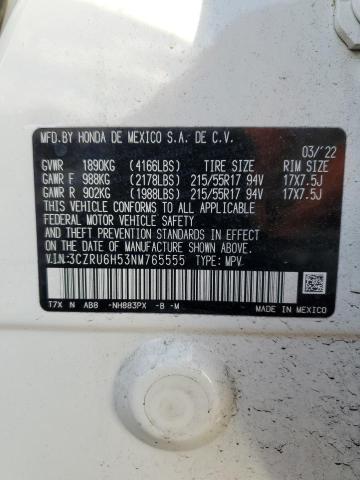 MFD.BY HONDA DE MEXICO S.A. DE C.V.
03/'22
GVWR 1890KG (4166LBS) TIRE SIZE RIM SIZE
GAWR F 988KG (2178LBS) 215/55R17 94V 17X7.5J
GAWR R 902KG (1988LBS) 215/55R17 94V 17X7.5J
THIS VEHICLE CONFORMS TO ALL APPLICABLE
FEDERAL MOTOR VEHICLE SAFETY, BUMPER,
AND THEFT PREVENTION STANDARDS IN EFFECT
ON THE DATE OF MANUFACTURE SHOWN ABOVE.
V.I.N:3CZRU6H53NM765555 TYPE: MPV
T7X N AB8 -NH883PX -B -M
MADE IN MEXICO